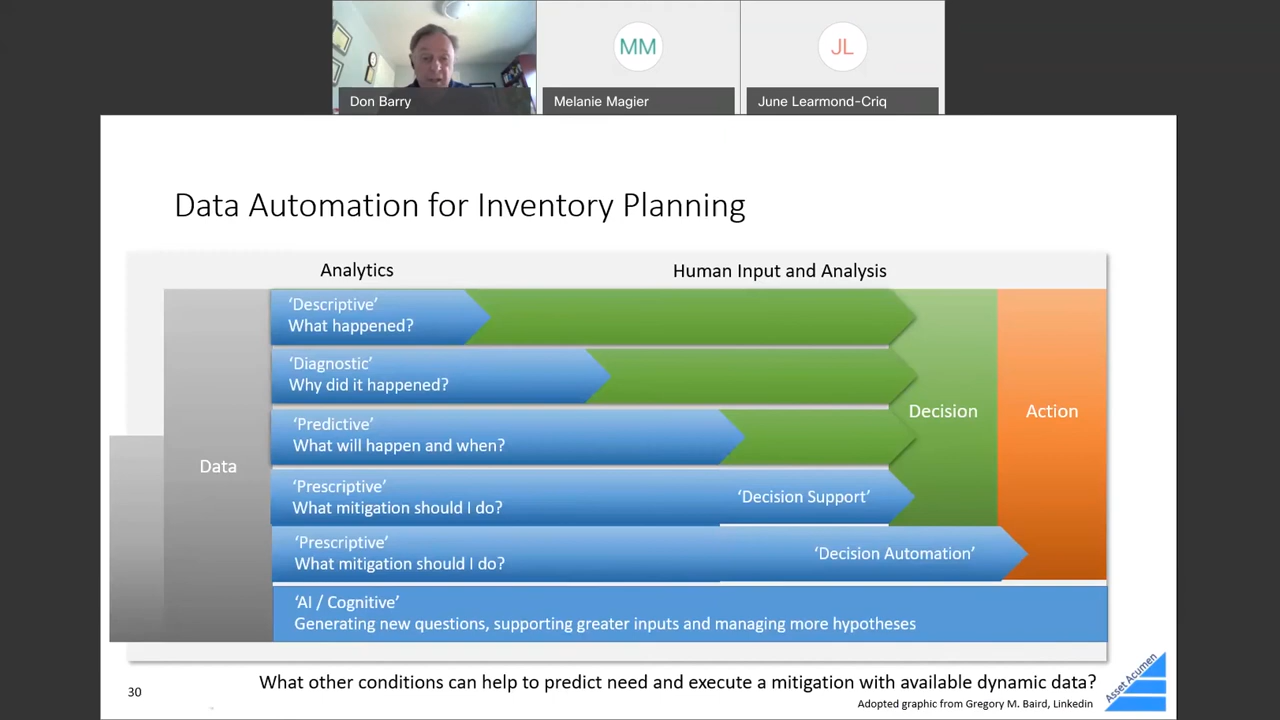 MM
JL
Don Barry
Melanie Magier
June Learmond-Criq
Data Automation for Inventory Planning
Analytics
Human Input and Analysis
‘Descriptive’
What happened?
‘Diagnostic’
Why did it happened?
‘Predictive’
What will happen and when?
Decision
Action
Data
‘Prescriptive’
What mitigation should I do?
‘Decision Support’
‘Prescriptive’
What mitigation should I do?
‘Decision Automation’
‘AI / Cognitive’
Generating new questions, supporting greater inputs and managing more hypotheses
What other conditions can help to predict need and execute a mitigation with available dynamic data?
30
Adopted graphic from Gregory M. Baird, Linkedin
Asset Acumen